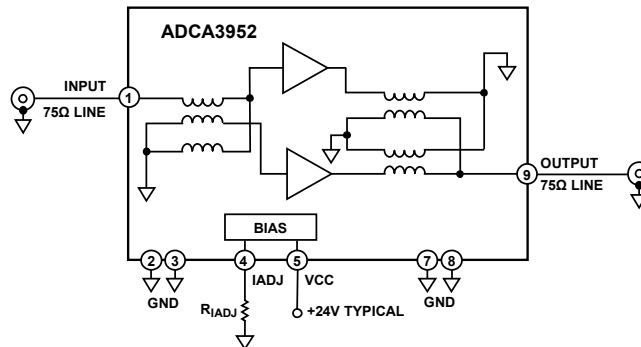 ADCA3952
INPUT
1
75Ω LINE
OUTPUT
9
75Ω LINE
BIAS
2
3
4
5
7
8
GND
IADJ
VCC
GND
RIADJ
+24V TYPICAL